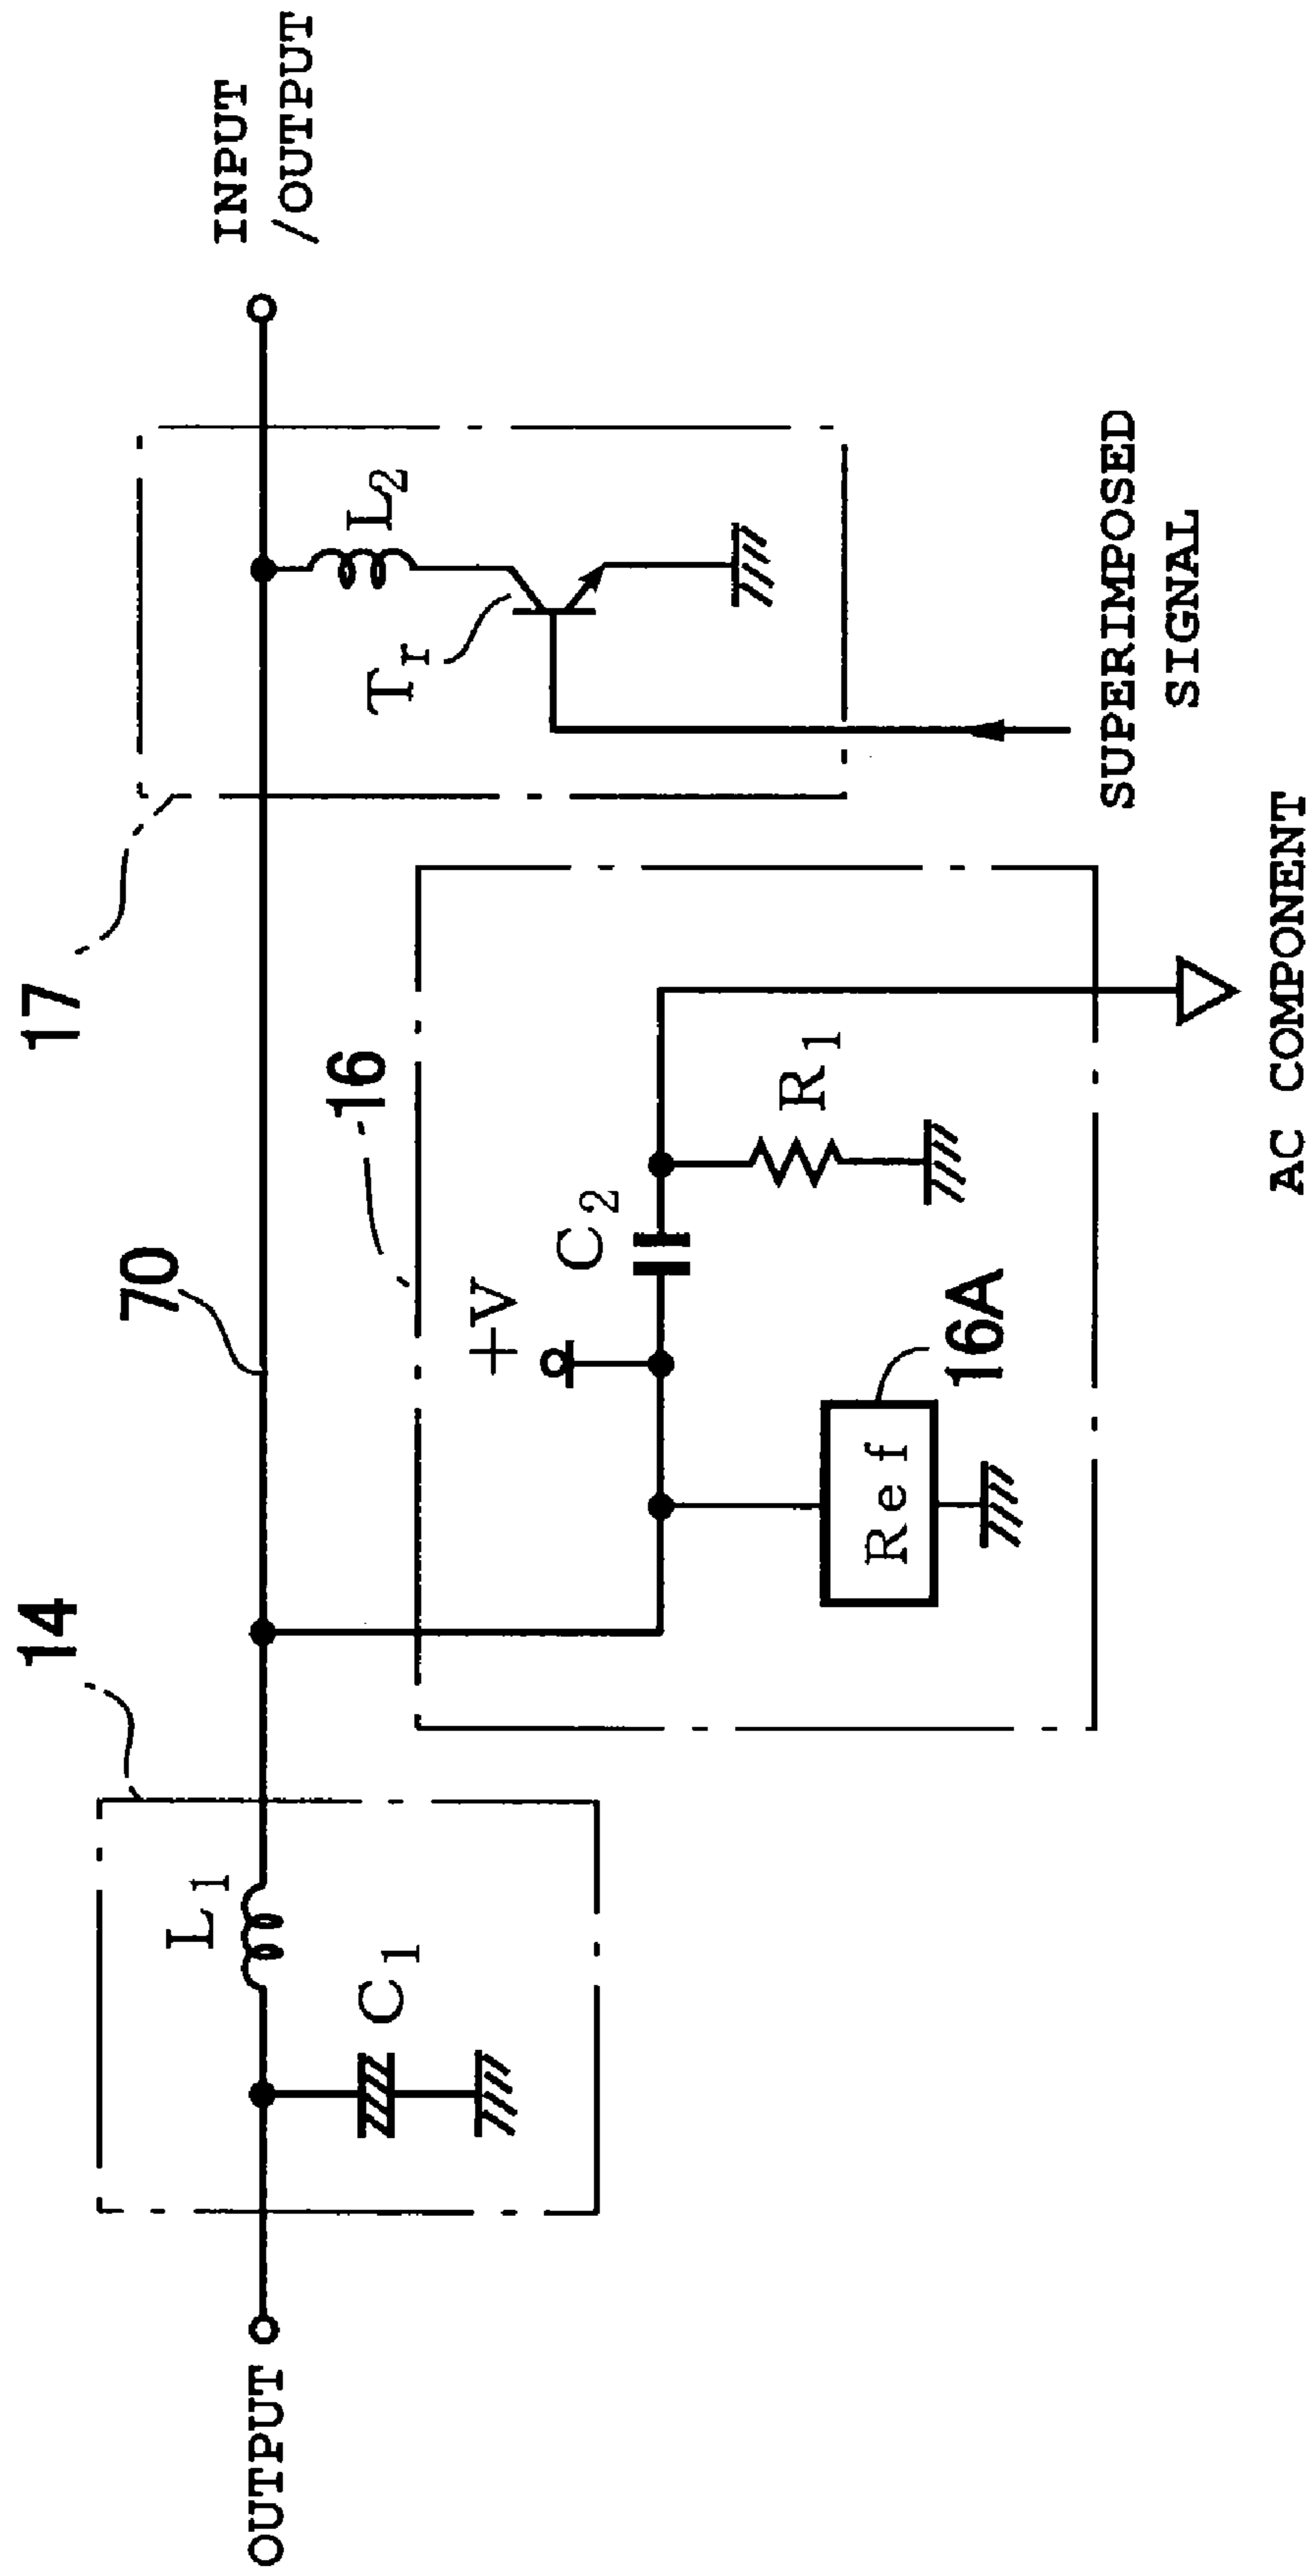 14
70
17
INPUT
/OUTPUT
L1
C1
OUTPUT
16
+V
C2
R1
Ref
16A
Tr
L2
SUPERIMPOSED
SIGNAL
AC COMPONENT